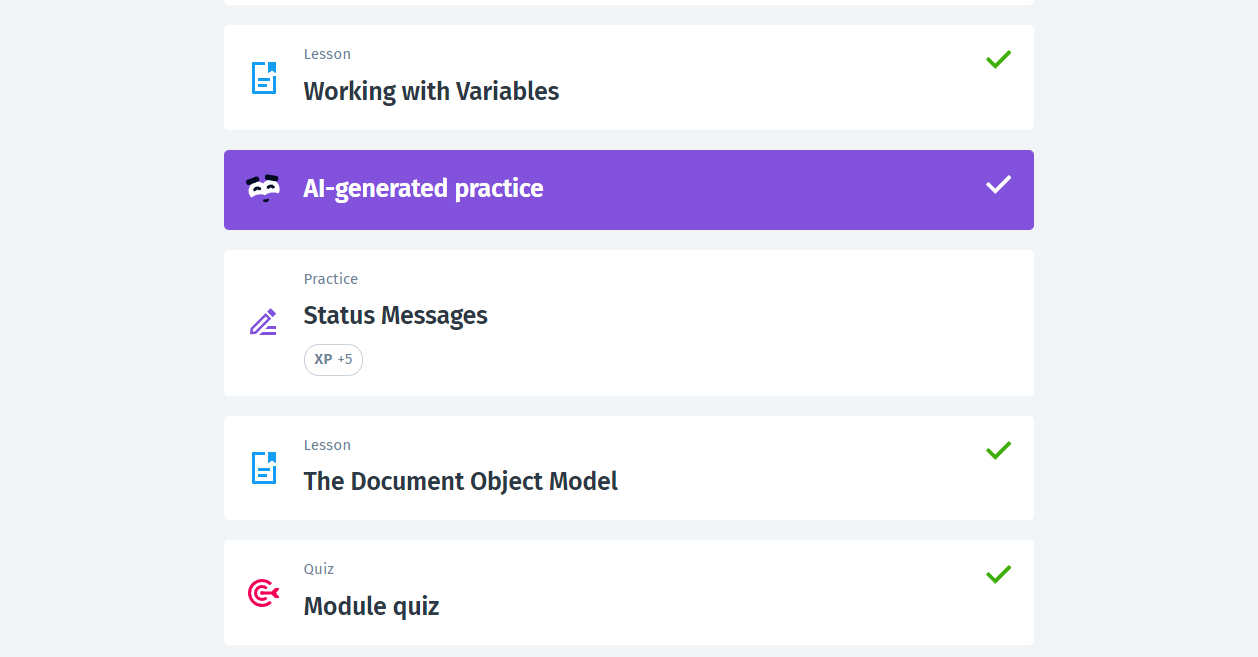 Lesson
Working with Variables
AI-generated practice
Practice
Status Messages
XP +5
Lesson
The Document Object Model
Quiz
Module quiz